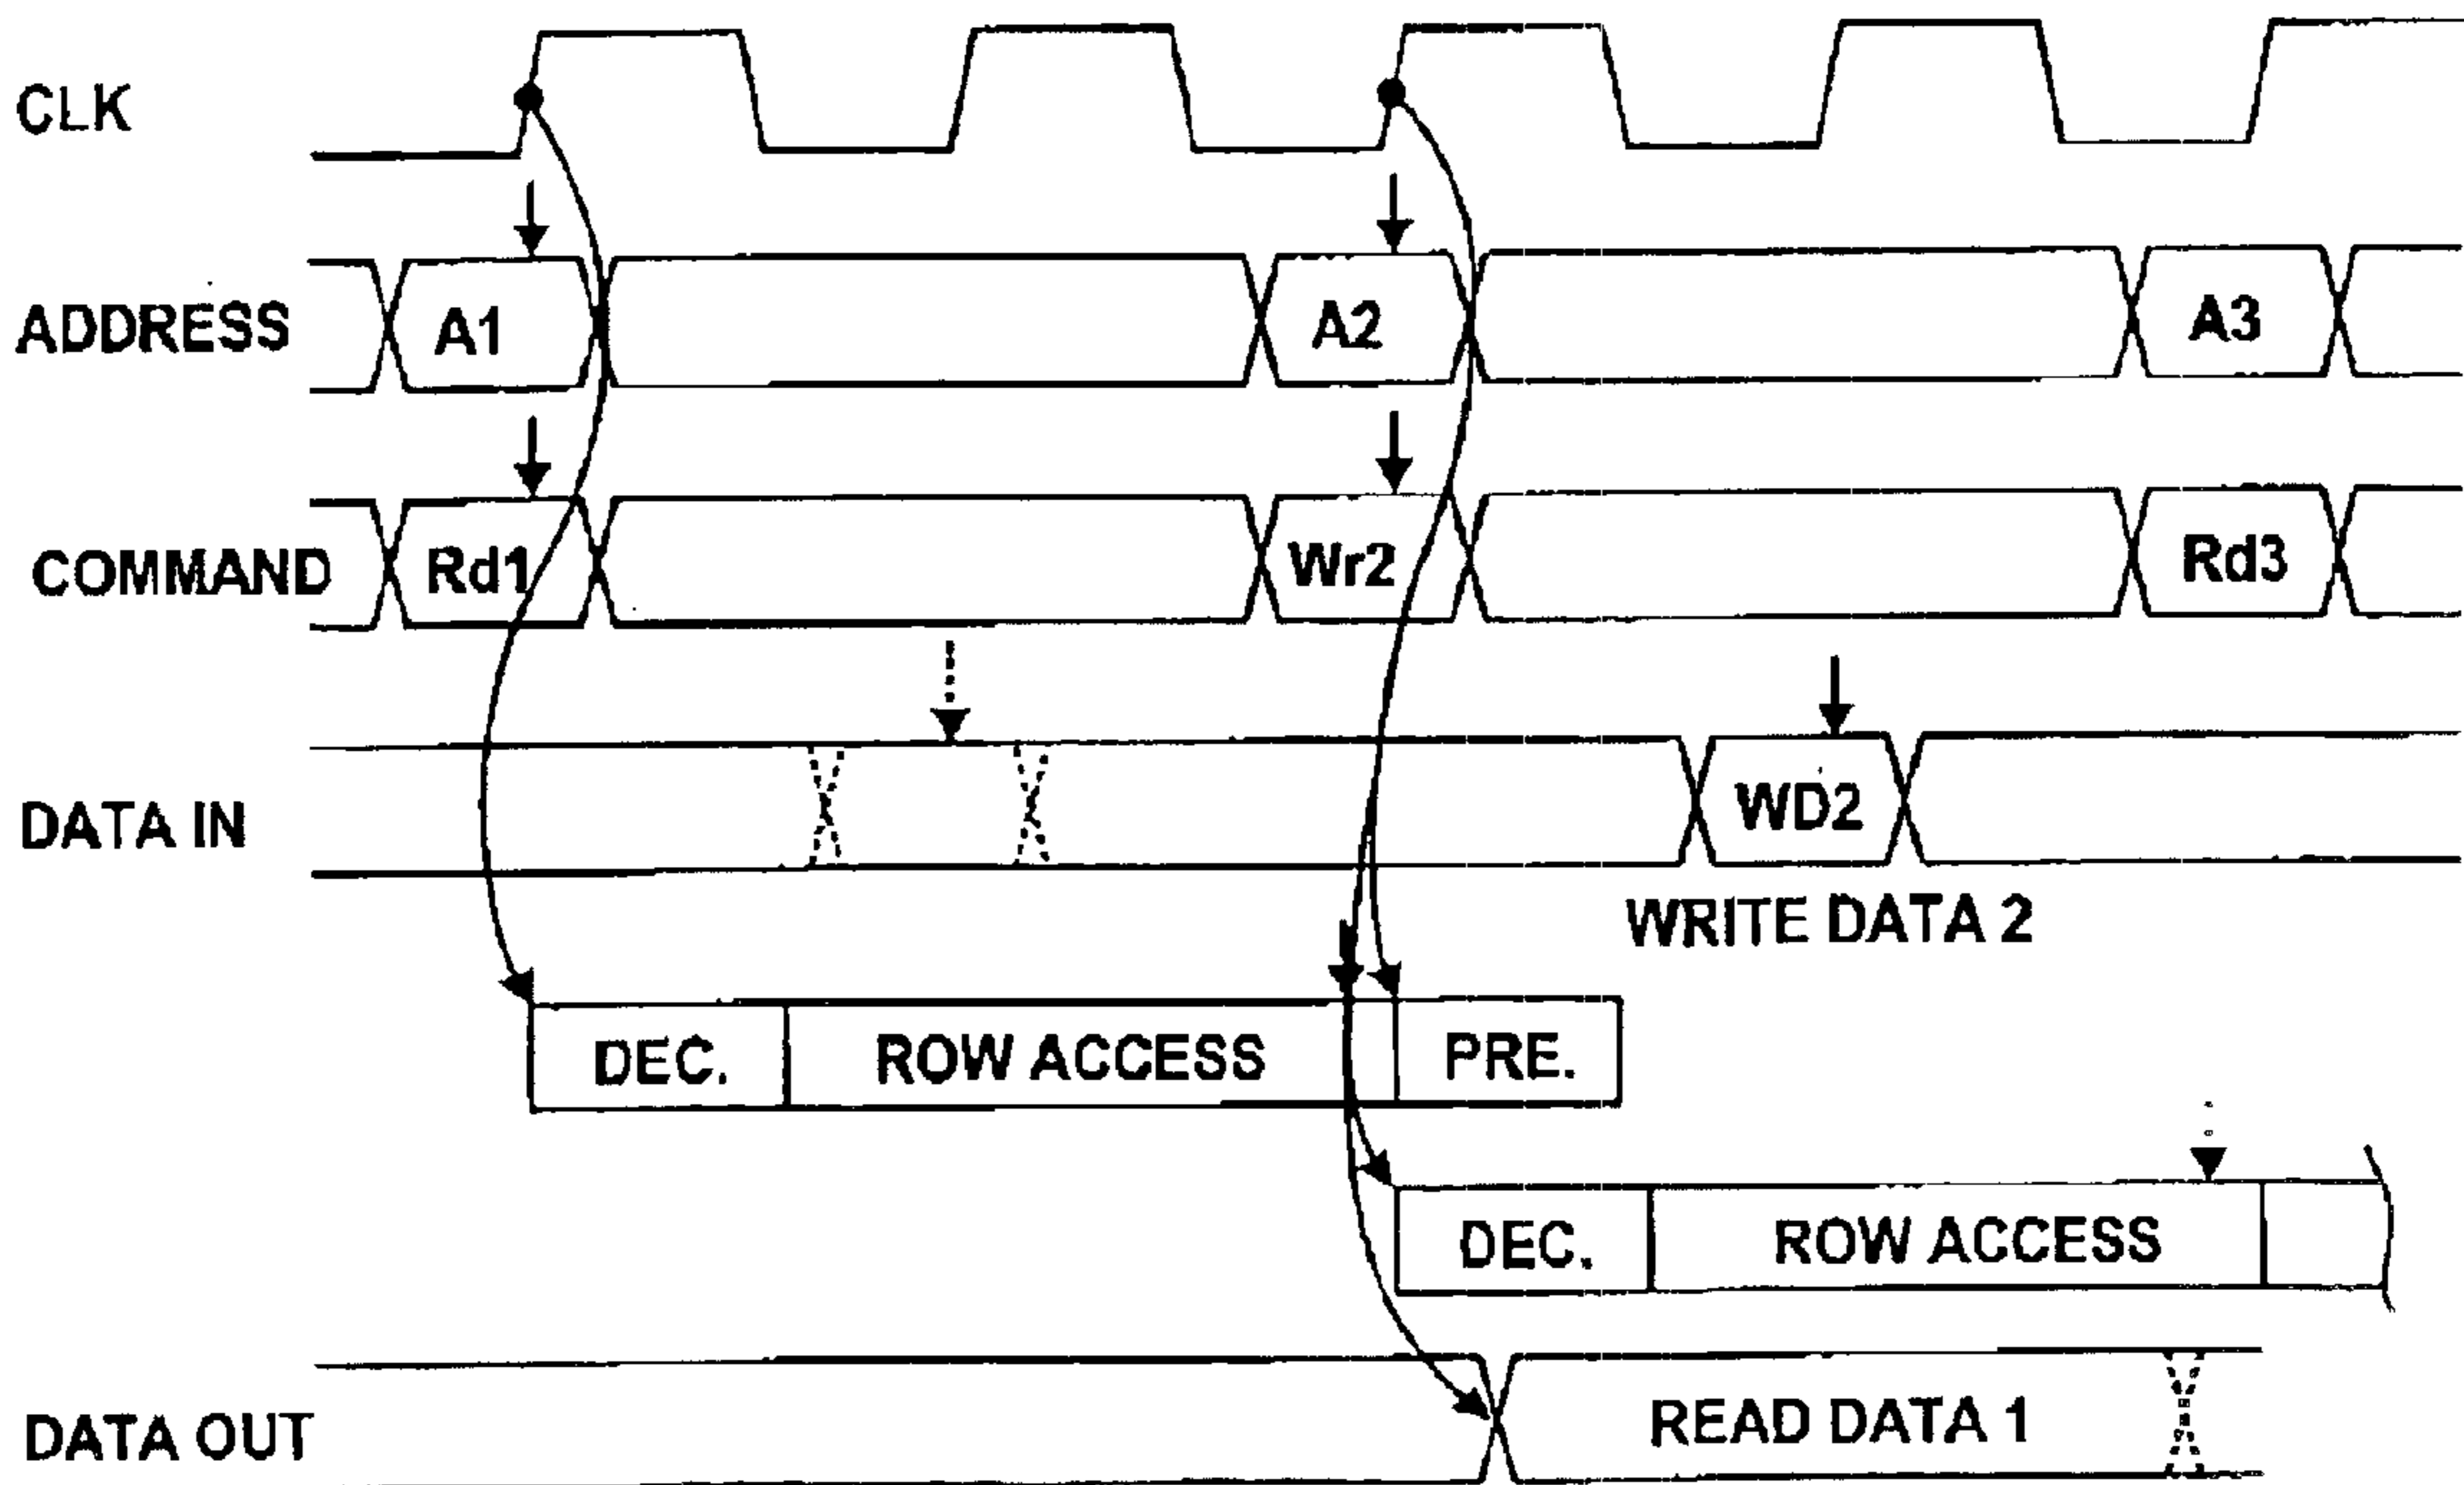 CLK
ADDRESS A1 A2 A3
COMMAND Rd1 Wr2 Rd3
DATA IN WD2
WRITE DATA 2
DEC. ROW ACCESS PRE.
DEC. ROW ACCESS
DATA OUT READ DATA 1